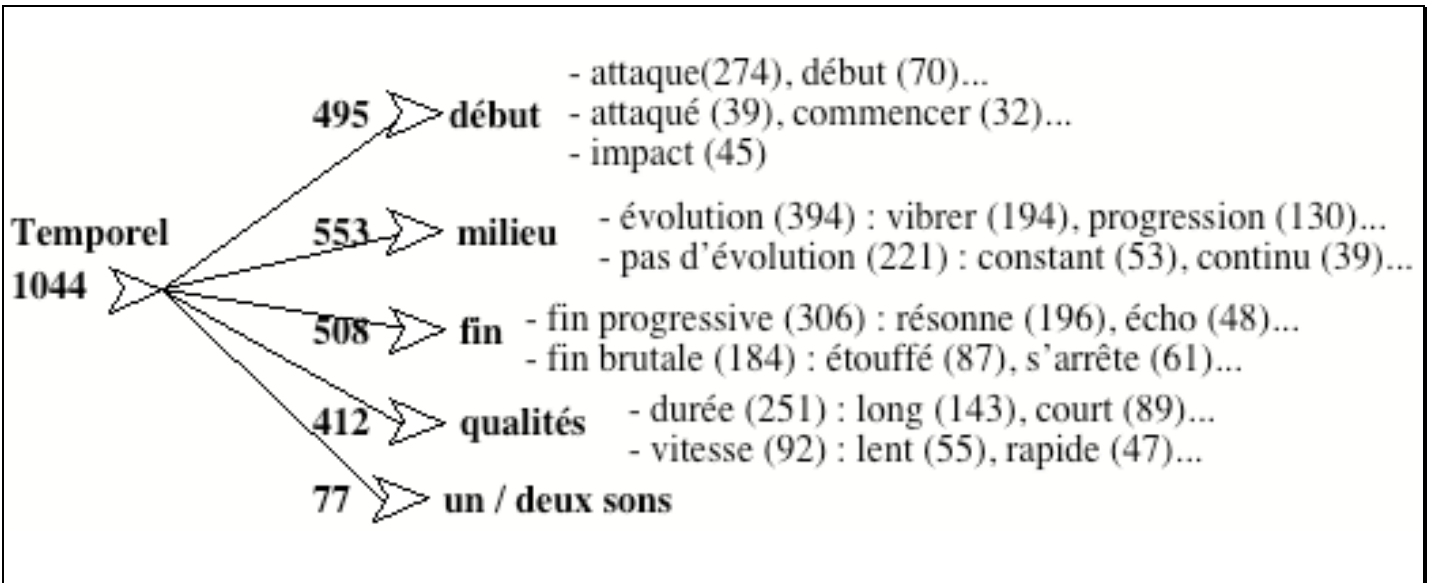 - attaque(274), début (70)...
495 début - attaqué (39), commencer (32)...
- impact (45)
Temporel
1044
553 milieu - évolution (394) : vibrer (194), progression (130)...
- pas d'évolution (221) : constant (53), continu (39)...
508 fin - fin progressive (306) : résonne (196), écho (48)...
- fin brutale (184) : étouffé (87), s'arrête (61)...
412 qualités - durée (251) : long (143), court (89)...
- vitesse (92) : lent (55), rapide (47)...
77 un / deux sons